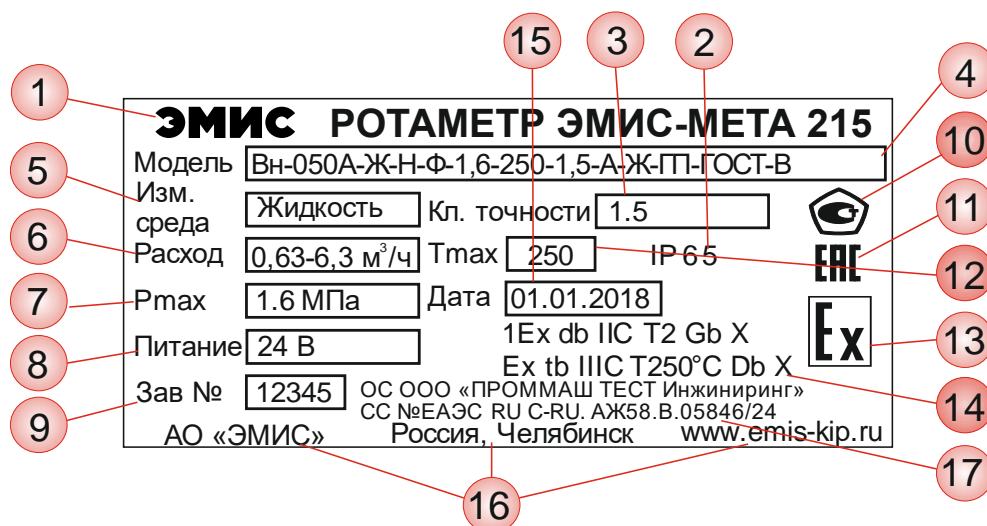 15 3 2
1 4
ЭМИС РОТАМЕТР ЭМИС-МЕТА 215
Модель Вн-050А-Ж-Н-Ф-1,6-250-1,5-А-Ж-ГП-ГОСТ-В
10
5 Изм. среда Жидкость Кл. точности 1.5
11
6 Расход 0,63-6,3 м³/ч Tmax 250 IP65 EAC
12
7 Pmax 1.6 МПа Дата 01.01.2018
1Ex db IIC T2 Gb X Ex
13
8 Питание 24 В
Ex tb IIIC T250°C Db X
14
9 Зав № 12345 ОС ООО «ПРОММАШ ТЕСТ Инжиниринг»
СС №ЕАЭС RU C-RU. АЖ58.В.05846/24
АО «ЭМИС» Россия, Челябинск www.emis-kip.ru
17
16